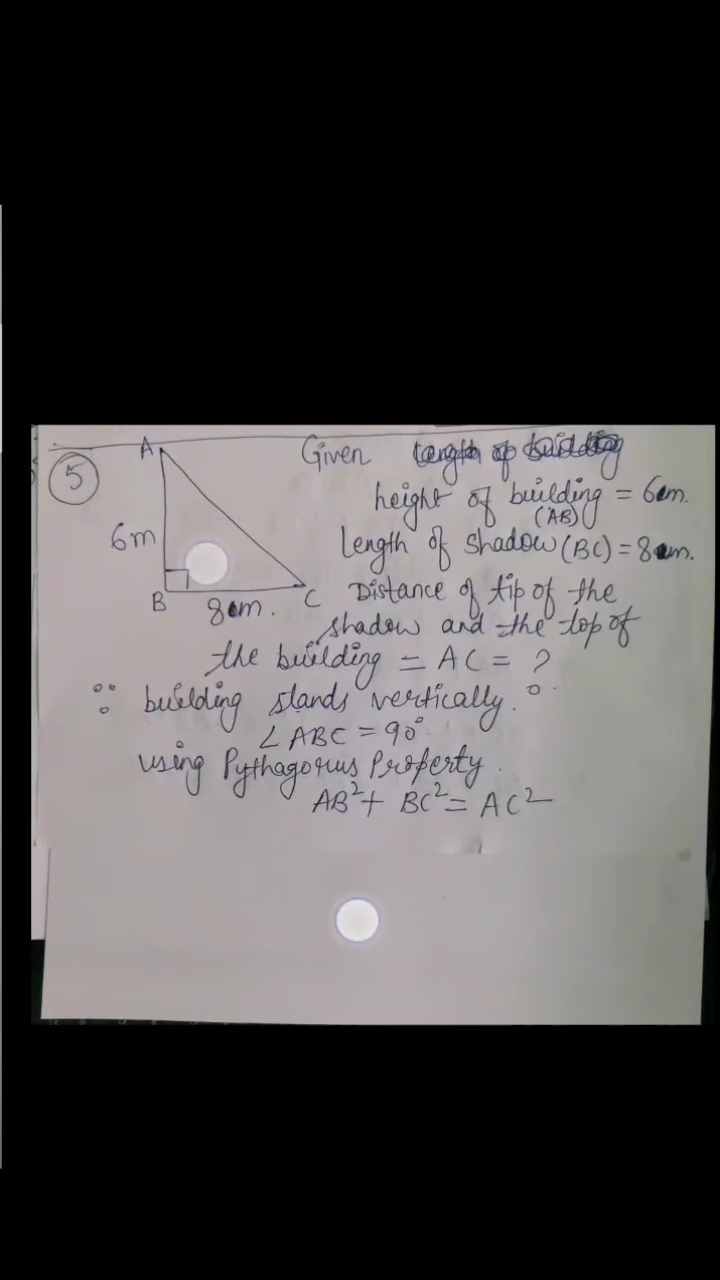 5
A
6m
B
8m.
C
Given
height of building = 6m.
(AB)
Length of shadow (BC) = 8m.
Distance of tip of the
shadow and the top of
the building = AC = ?
∵ building stands vertically.
∠ABC = 90°
using Pythagorus Property.
AB² + BC² = AC²